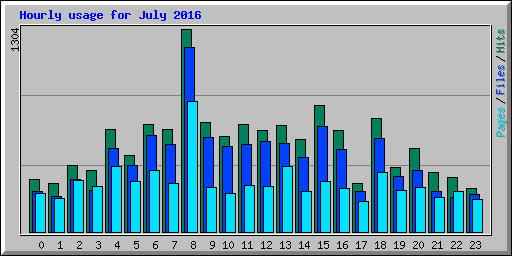 Hourly usage for July 2016
1304
Pages / Files / Hits
0 1 2 3 4 5 6 7 8 9 10 11 12 13 14 15 16 17 18 19 20 21 22 23